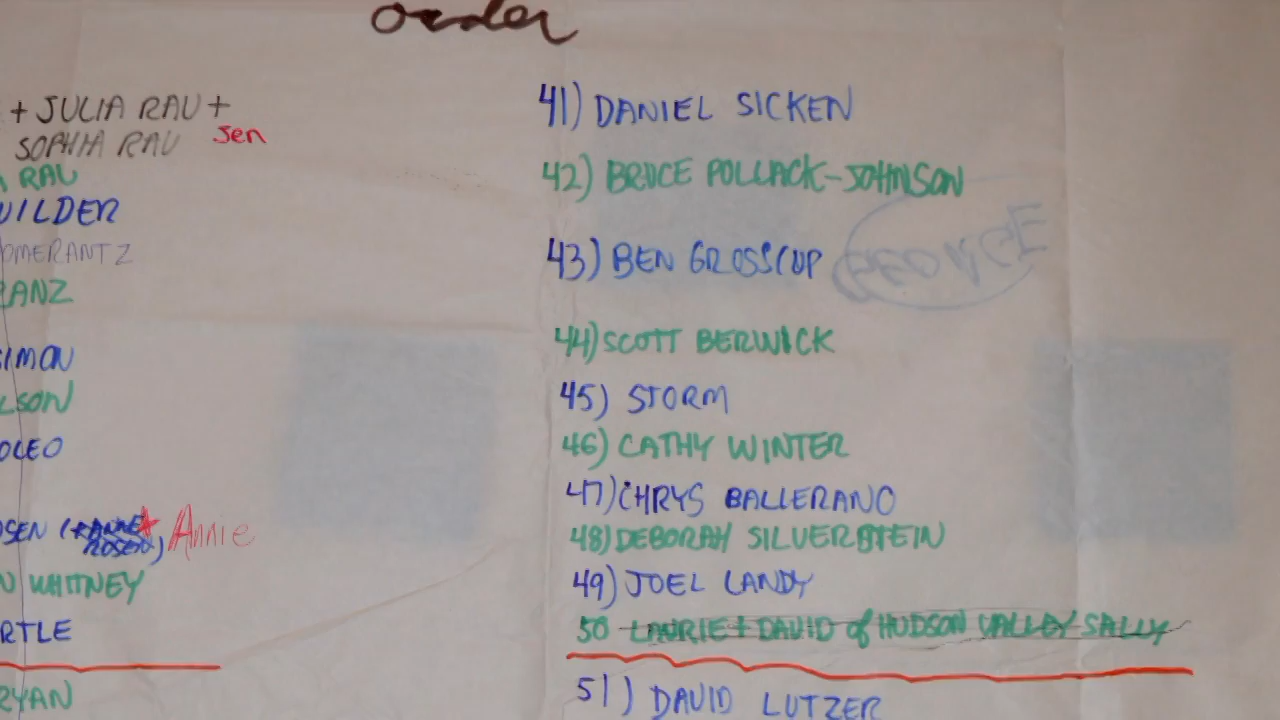 order
+ JULIA RAU +
SOPHIA RAU Jen
RAU
UILDER
OMERANTZ
RANZ
SIMON
LSON
OLEO
OSEN (+ ANNE ROSEN) Annie
N WHITNEY
RTLE
RYAN
41) DANIEL SICKEN
42) BRUCE POLLACK-JOHNSON
43) BEN GROSSCUP
GEORGE
44) SCOTT BERWICK
45) STORM
46) CATHY WINTER
47) CHRYS BALLERANO
48) DEBORAH SILVERSTEIN
49) JOEL LANDY
50 LAURIE + DAVID of HUDSON VALLEY SALLY
51) DAVID LUTZER